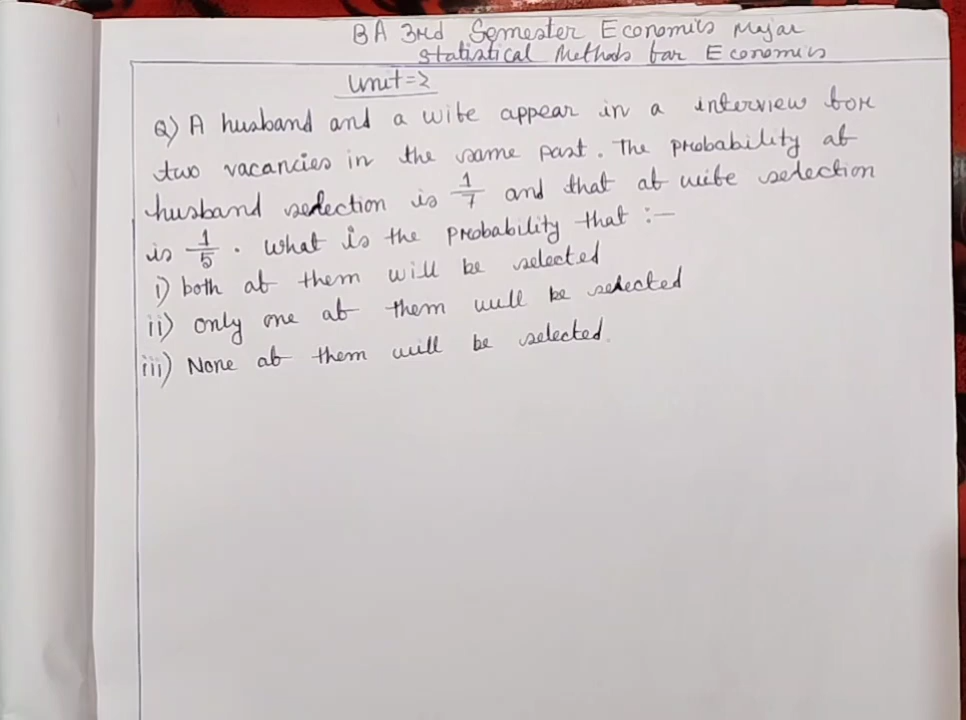 BA 3rd Semester Economics Major
Statistical Methods for Economics
Unit=2
Q) A husband and a wife appear in a interview for
two vacancies in the same post. The probability of
husband selection is 1/7 and that of wife selection
is 1/5. What is the probability that :-
i) both of them will be selected
ii) only one of them will be selected
iii) None of them will be selected.